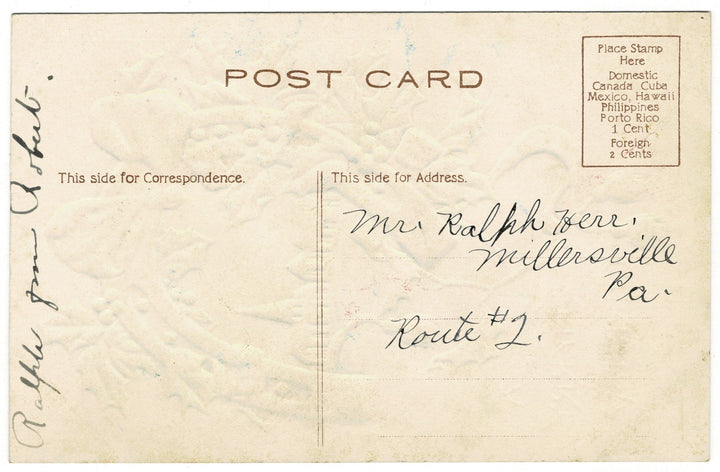 POST CARD
Place Stamp
Here
Domestic
Canada Cuba
Mexico, Hawaii
Philippines
Porto Rico
1 Cent
Foreign
2 Cents
This side for Correspondence.
This side for Address.
Mr. Ralph Herr.
Millersville
Pa.
Route #2.
Ralph from Robert.